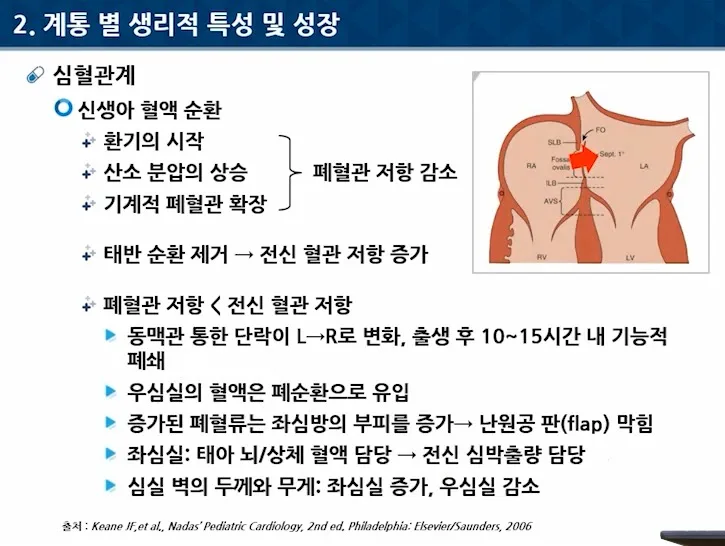 2. 계통 별 생리적 특성 및 성장
심혈관계
신생아 혈액 순환
환기의 시작
산소 분압의 상승
기계적 폐혈관 확장
폐혈관 저항 감소
태반 순환 제거 → 전신 혈관 저항 증가
폐혈관 저항 < 전신 혈관 저항
동맥관 통한 단락이 L→R로 변화, 출생 후 10~15시간 내 기능적
폐쇄
우심실의 혈액은 폐순환으로 유입
증가된 폐혈류는 좌심방의 부피를 증가→ 난원공 판(flap) 막힘
좌심실: 태아 뇌/상체 혈액 담당 → 전신 심박출량 담당
심실 벽의 두께와 무게: 좌심실 증가, 우심실 감소
FO
SLB
Sept. 1°
RA
Fossa
ovalis
LA
ILB
AVS
RV
LV
출처 : Keane JF,et al., Nadas' Pediatric Cardiology, 2nd ed. Philadelphia: Elsevier/Saunders, 2006